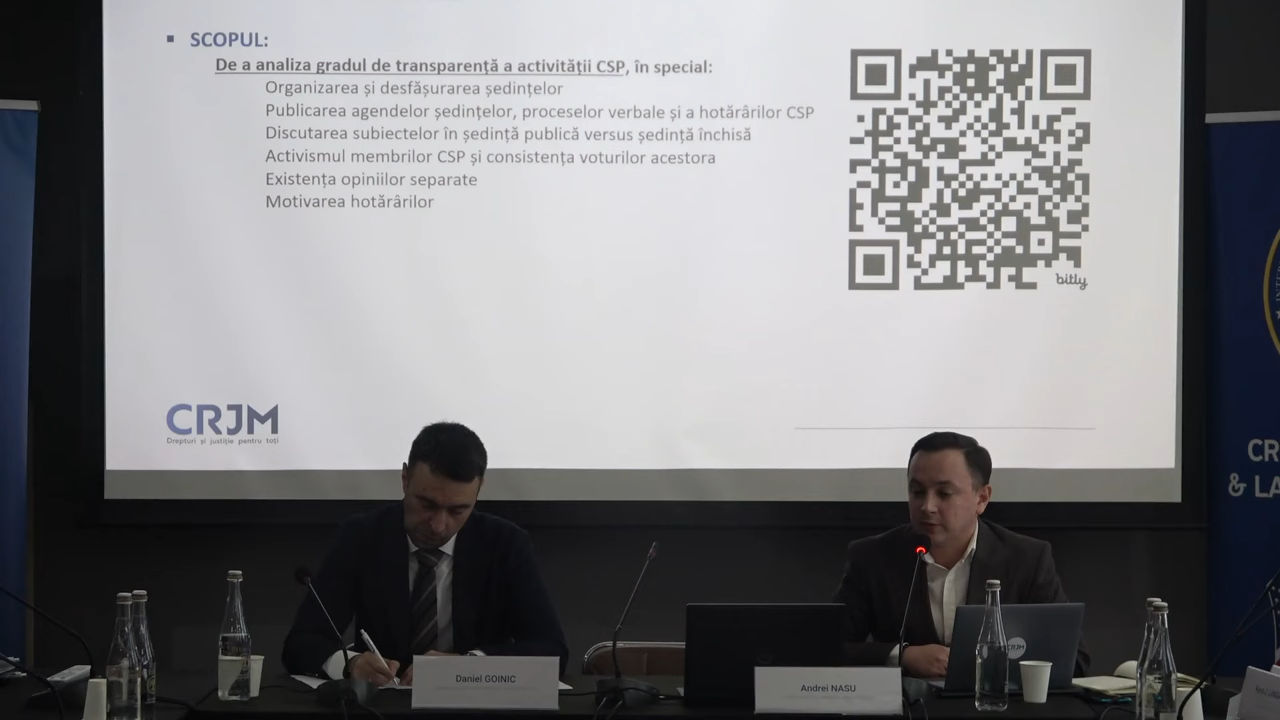 ▪ SCOPUL:
De a analiza gradul de transparență a activității CSP, în special:
Organizarea și desfășurarea ședințelor
Publicarea agendelor ședințelor, proceselor verbale și a hotărârilor CSP
Discutarea subiectelor în ședință publică versus ședință închisă
Activismul membrilor CSP și consistența voturilor acestora
Existența opiniilor separate
Motivarea hotărârilor
bitly
CRJM
Drepturi și justiție pentru toți
CR
& LA
CRJM
Daniel GOINIC
Andrei NASU